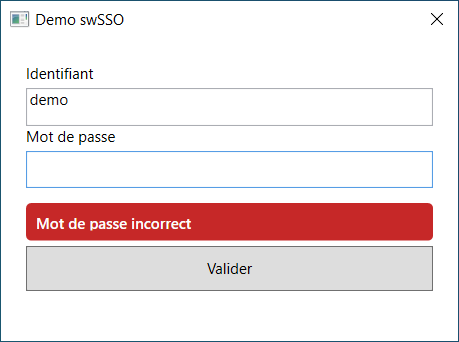 Demo swSSO
Identifiant
demo
Mot de passe
Mot de passe incorrect
Valider